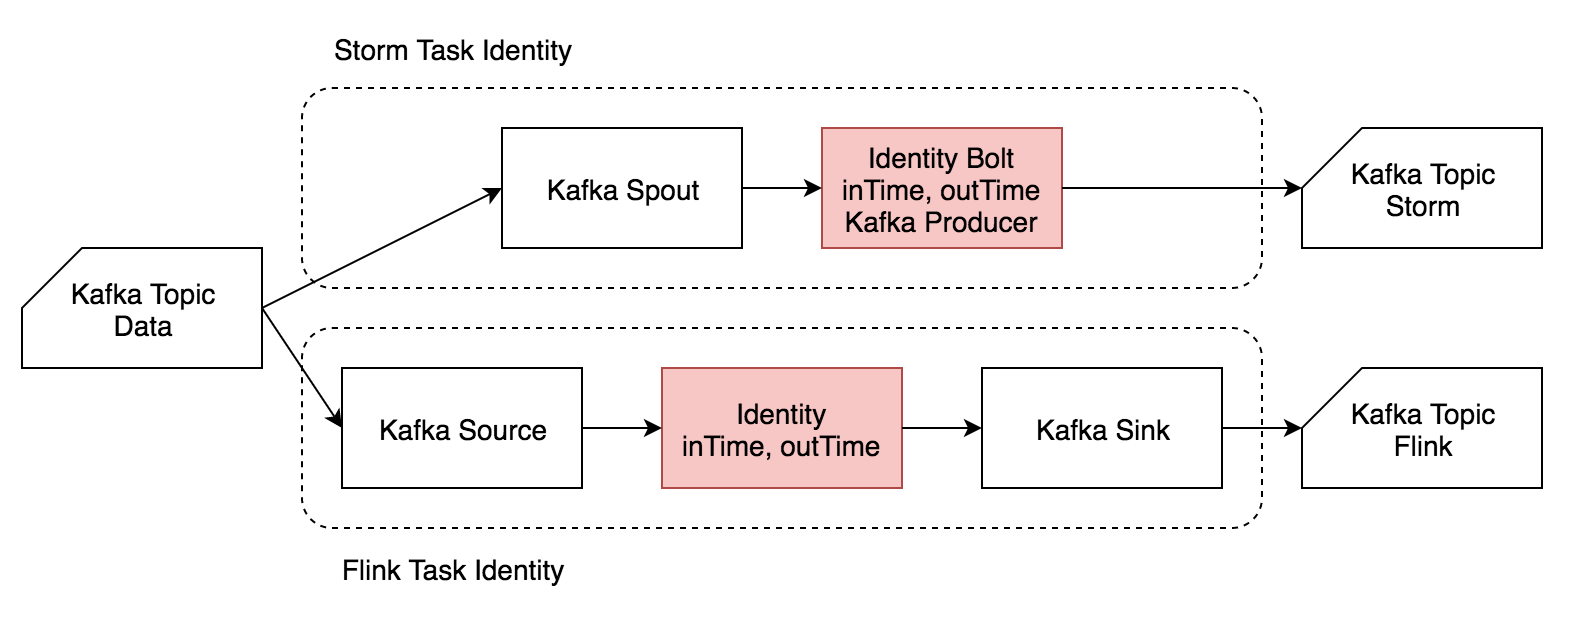 Storm Task Identity
Kafka Spout
Identity Bolt
inTime, outTime
Kafka Producer
Kafka Topic
Storm
Kafka Topic
Data
Kafka Source
Identity
inTime, outTime
Kafka Sink
Kafka Topic
Flink
Flink Task Identity